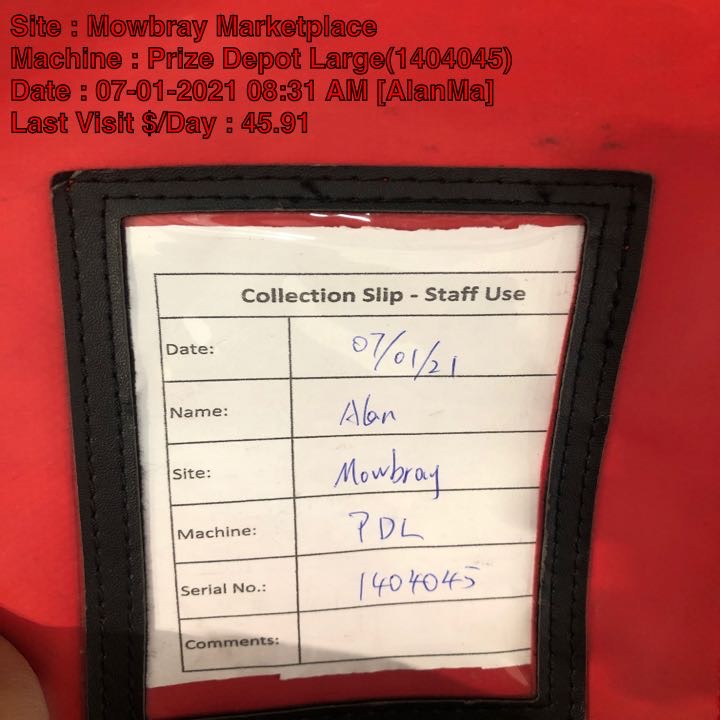 Site : Mowbray Marketplace
Machine : Prize Depot Large(1404045)
Date : 07-01-2021 08:31 AM [AlanMa]
Last Visit $/Day : 45.91
Collection Slip - Staff Use
Date: 07/01/21
Name: Alan
Site: Mowbray
Machine: PDL
Serial No.: 1404045
Comments: